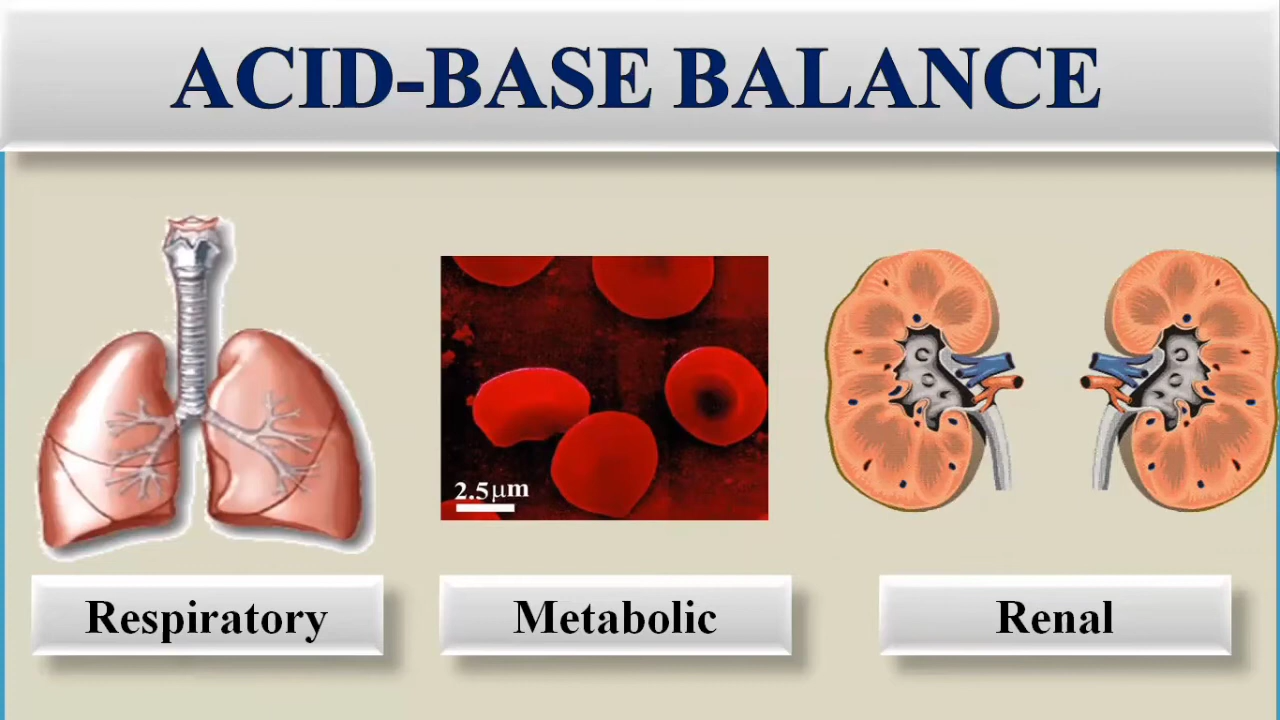 ACID-BASE BALANCE
2.5μm
Respiratory
Metabolic
Renal